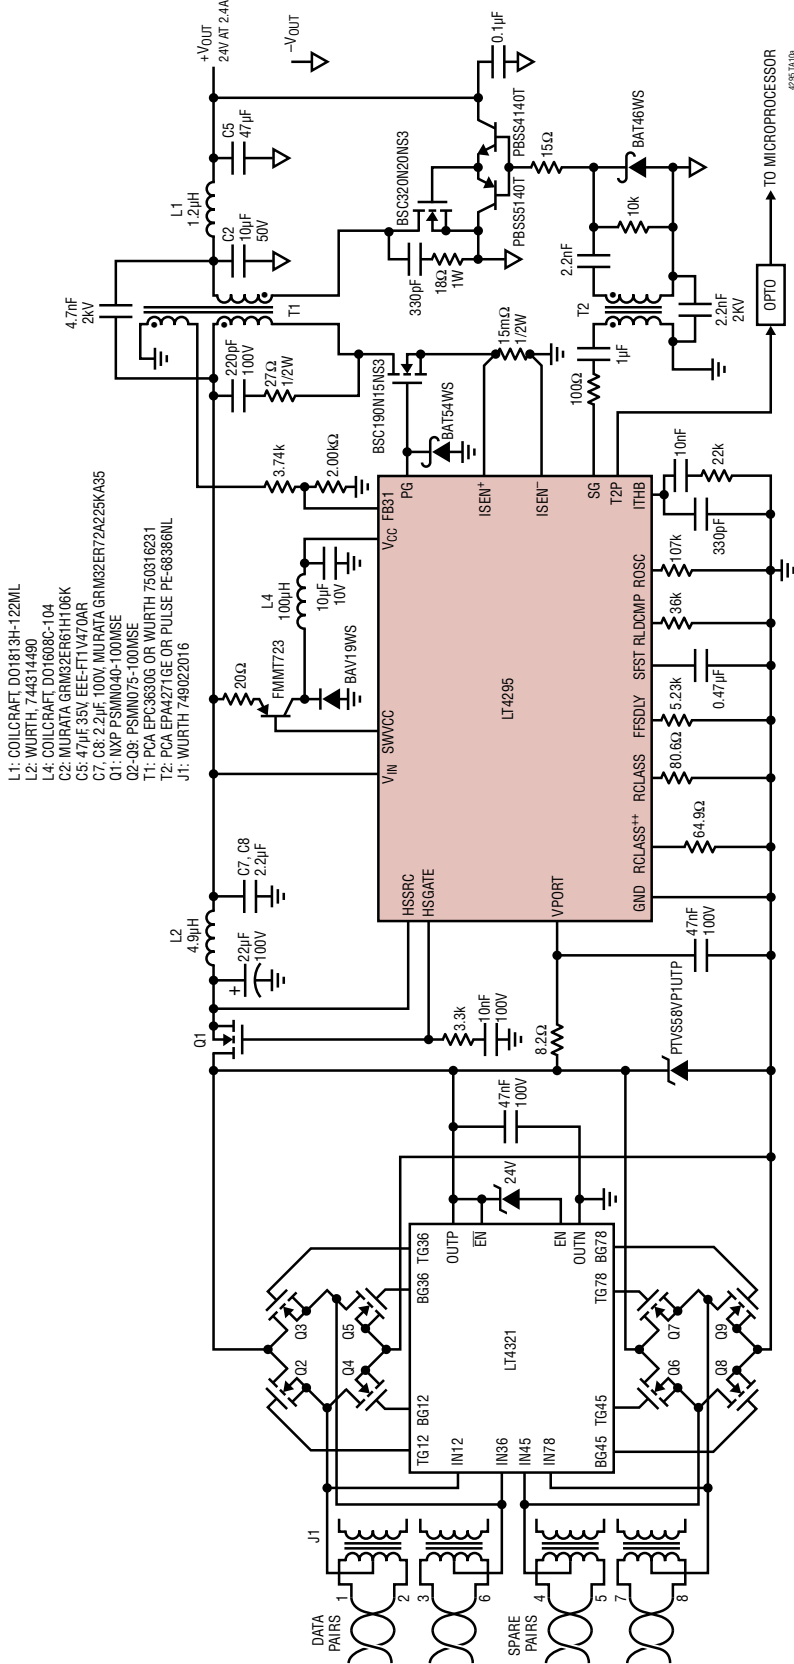 L1: COILCRAFT, DO1813H-122ML
L2: WURTH, 744314490
L4: COILCRAFT, DO1608C-104
C2: MURATA GRM32ER61H106K
C5: 47µF, 35V, EEE-FT1V470AR
C7, C8: 2.2µF, 100V, MURATA GRM32ER72A225KA35
Q1: NXP PSMN040-100MSE
Q2-Q9: PSMN075-100MSE
T1: PCA EPC3630G OR WURTH 750316231
T2: PCA EPA4271GE OR PULSE PE-68386NL
J1: WURTH 749022016
DATA
PAIRS
SPARE
PAIRS
1
2
3
6
4
5
7
8
J1
Q2
Q3
Q4
Q5
Q6
Q7
Q8
Q9
TG12
BG12
BG36
TG36
IN12
IN36
IN45
IN78
BG45
TG45
TG78
BG78
OUTP
EN
EN
OUTN
LT4321
24V
47nF
100V
Q1
3.3k
10nF
100V
8.2Ω
PTVS58VP1UTP
47nF
100V
+
22µF
100V
L2
4.9µH
C7, C8
2.2µF
HSSRC
HSGATE
VPORT
VIN
SWVCC
VCC
FB31
PG
ISEN+
ISEN−
SG
T2P
ITHB
ROSC
RLDCMP
SFST
FFSDLY
RCLASS
RCLASS++
GND
LT4295
20Ω
FMMT723
BAV19WS
L4
100µH
10µF
10V
3.74k
2.00kΩ
64.9Ω
80.6Ω
5.23k
0.47µF
36k
107k
330pF
10nF
22k
220pF
100V
27Ω
1/2W
BSC190N15NS3
BAT54WS
15mΩ
1/2W
100Ω
1µF
T2
2.2nF
2.2nF
2KV
10k
BAT46WS
15Ω
4.7nF
2kV
T1
C2
10µF
50V
L1
1.2µH
C5
47µF
330pF
18Ω
1W
BSC320N20NS3
PBSS5140T
PBSS4140T
0.1µF
+VOUT
24V AT 2.4A
−VOUT
OPTO
TO MICROPROCESSOR
4295 TA10a